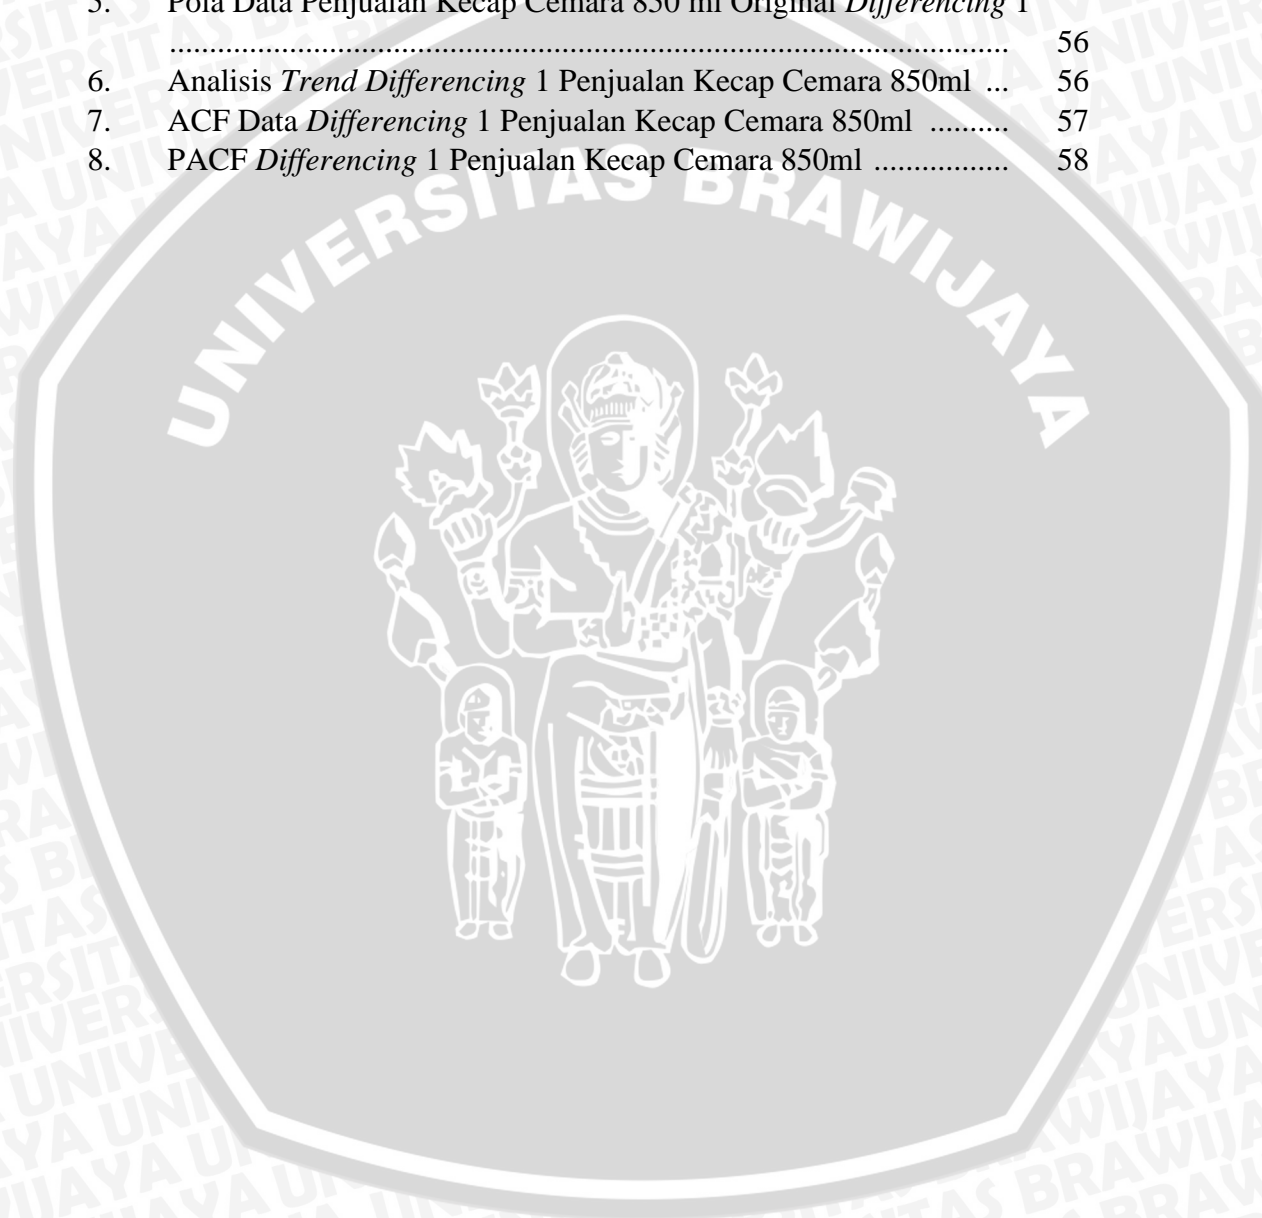 5. Pola Data Penjualan Kecap Cemara 850 ml Original Differencing 1
.......................................................................................................... 56
6. Analisis Trend Differencing 1 Penjualan Kecap Cemara 850ml ... 56
7. ACF Data Differencing 1 Penjualan Kecap Cemara 850ml .......... 57
8. PACF Differencing 1 Penjualan Kecap Cemara 850ml ................. 58
UNIVERSITAS BRAWIJAYA